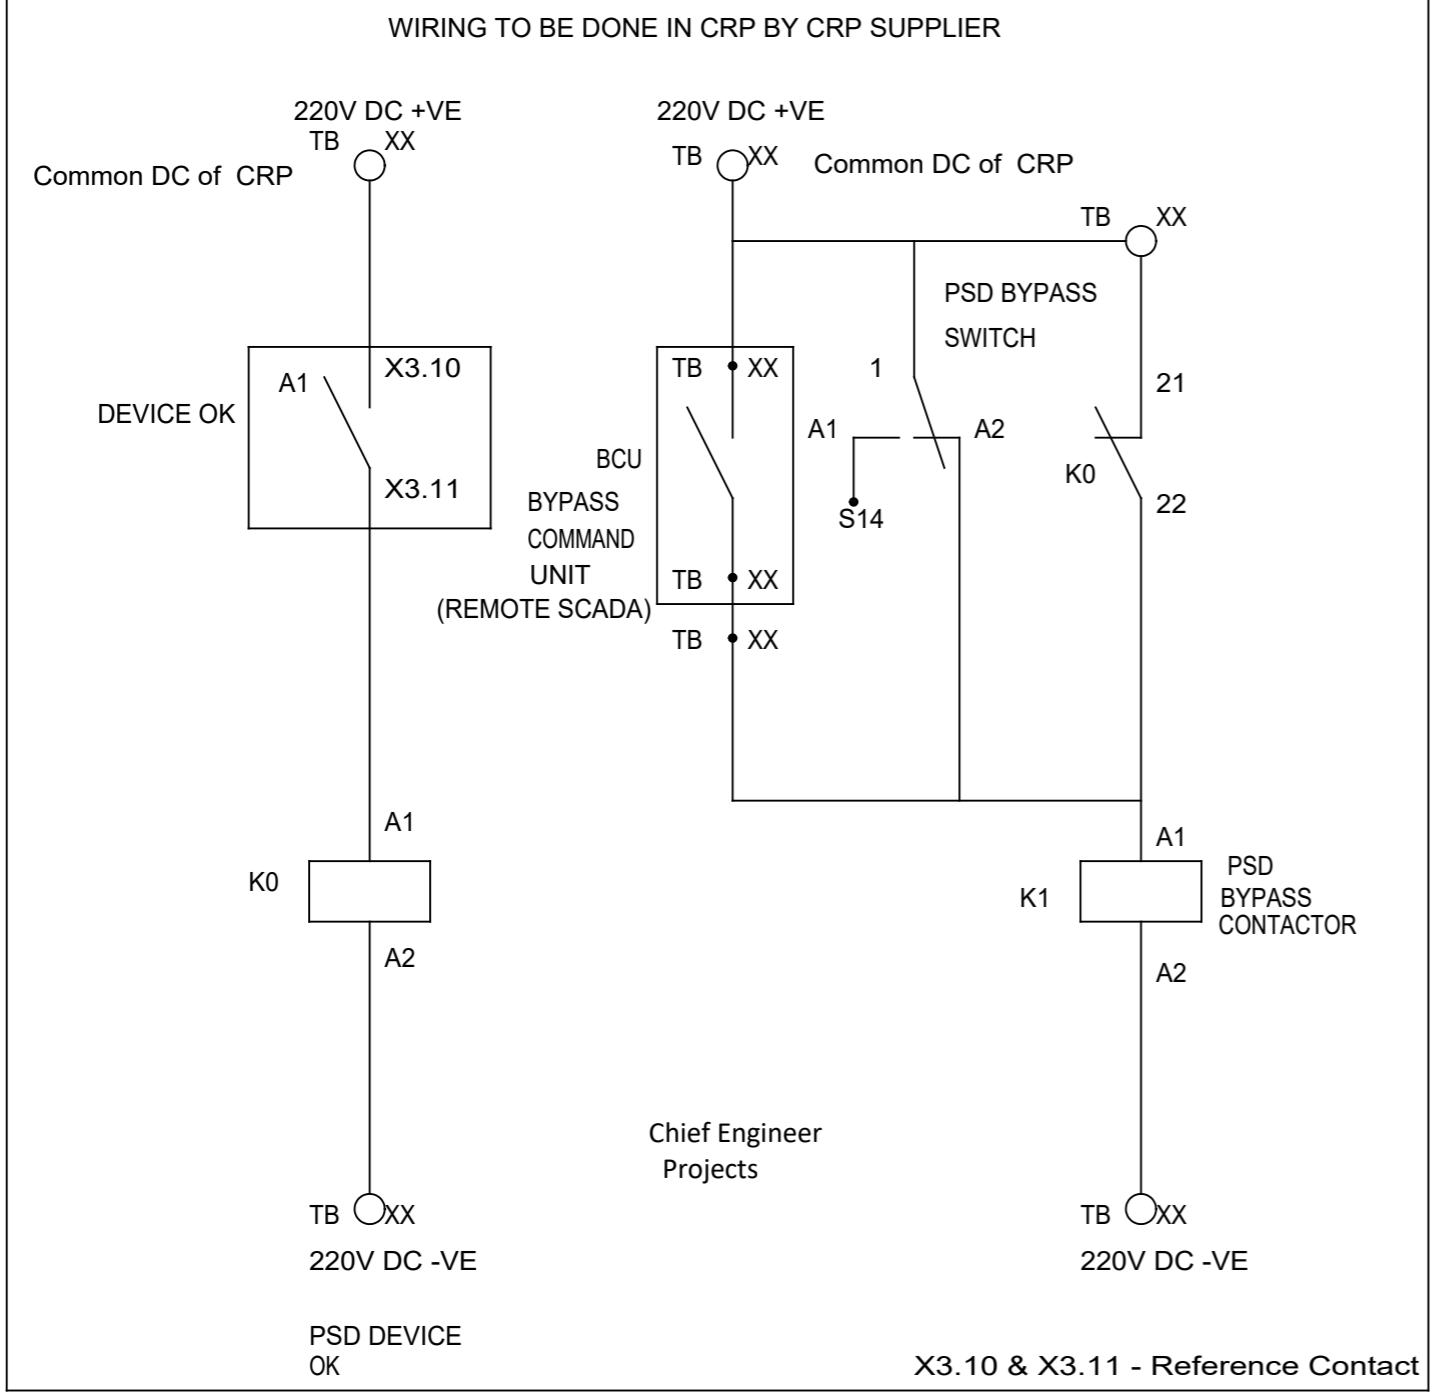 WIRING TO BE DONE IN CRP BY CRP SUPPLIER
220V DC +VE
TB XX
Common DC of CRP
220V DC +VE
TB XX
Common DC of CRP
TB XX
PSD BYPASS
SWITCH
DEVICE OK
A1
X3.10
X3.11
TB XX
BCU
BYPASS
COMMAND
UNIT
(REMOTE SCADA)
TB XX
TB XX
1
A1
A2
S14
21
K0
22
A1
K0
A2
A1
K1
PSD
BYPASS
CONTACTOR
A2
Chief Engineer
Projects
TB XX
220V DC -VE
TB XX
220V DC -VE
PSD DEVICE
OK
X3.10 & X3.11 - Reference Contact